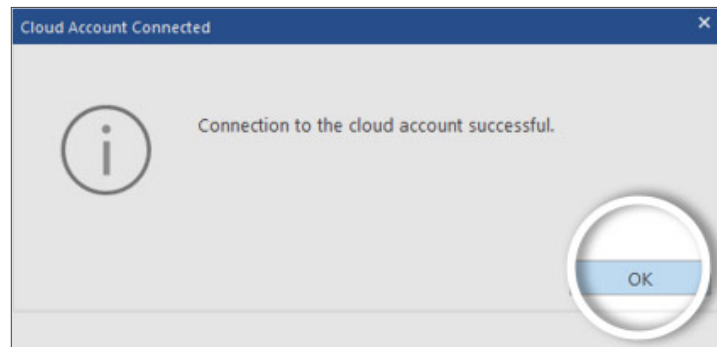 Cloud Account Connected
Connection to the cloud account successful.
OK